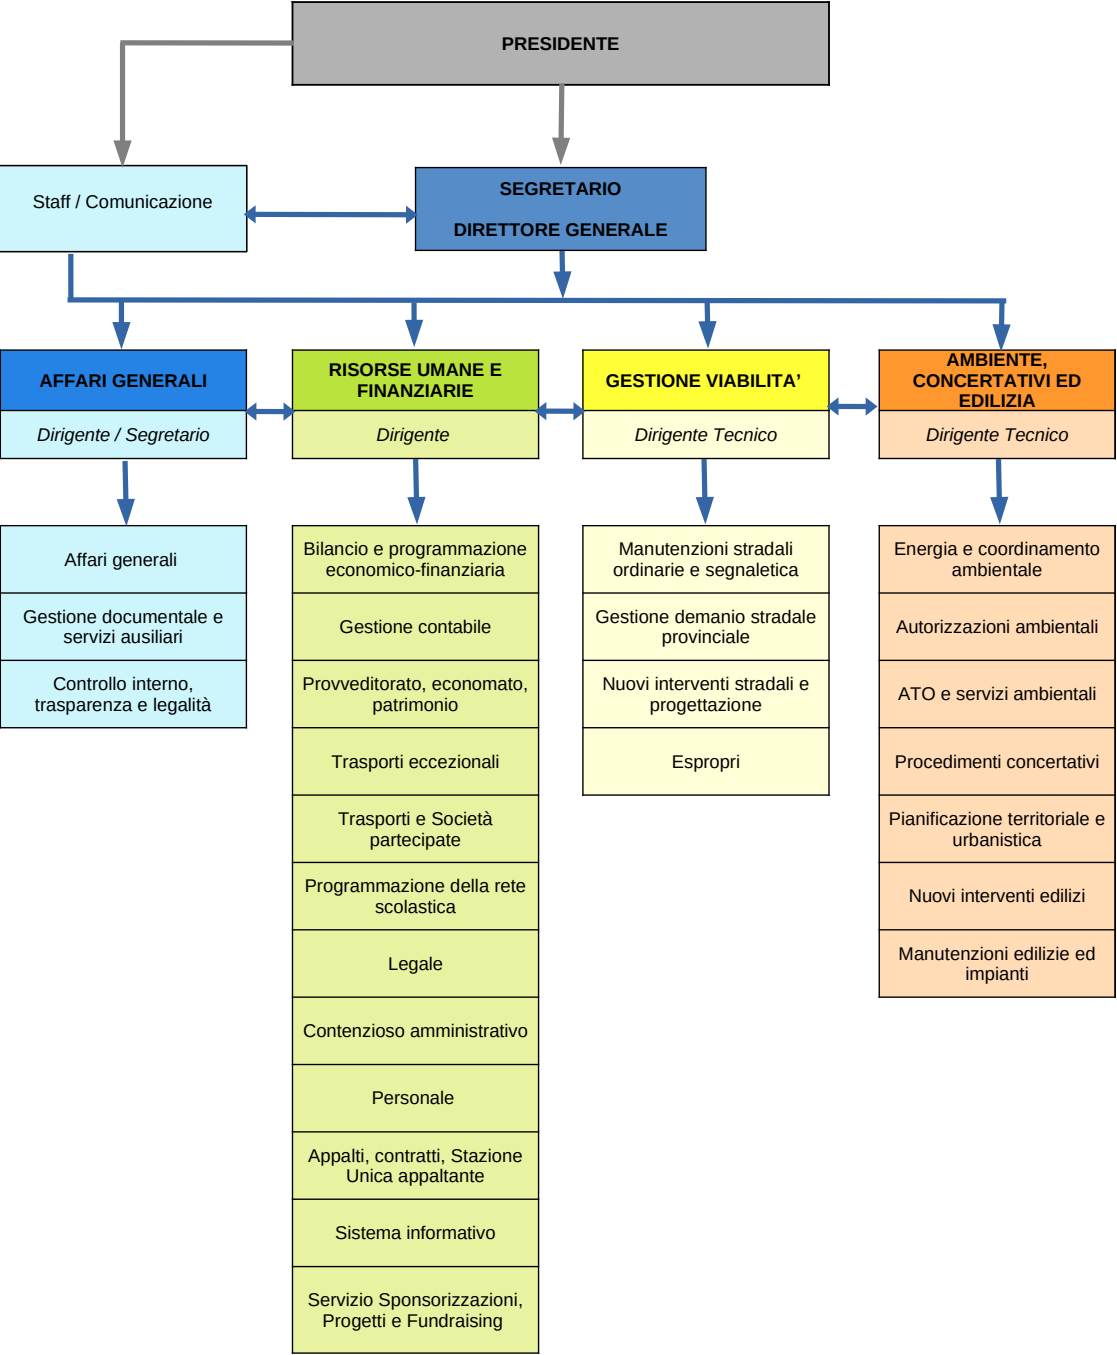 PRESIDENTE
Staff / Comunicazione
SEGRETARIO
DIRETTORE GENERALE
AFFARI GENERALI
Dirigente / Segretario
RISORSE UMANE E
FINANZIARIE
Dirigente
GESTIONE VIABILITA’
Dirigente Tecnico
AMBIENTE,
CONCERTATIVI ED
EDILIZIA
Dirigente Tecnico
Affari generali
Gestione documentale e
servizi ausiliari
Controllo interno,
trasparenza e legalità
Bilancio e programmazione
economico-finanziaria
Gestione contabile
Provveditorato, economato,
patrimonio
Trasporti eccezionali
Trasporti e Società
partecipate
Programmazione della rete
scolastica
Legale
Contenzioso amministrativo
Personale
Appalti, contratti, Stazione
Unica appaltante
Sistema informativo
Servizio Sponsorizzazioni,
Progetti e Fundraising
Manutenzioni stradali
ordinarie e segnaletica
Gestione demanio stradale
provinciale
Nuovi interventi stradali e
progettazione
Espropri
Energia e coordinamento
ambientale
Autorizzazioni ambientali
ATO e servizi ambientali
Procedimenti concertativi
Pianificazione territoriale e
urbanistica
Nuovi interventi edilizi
Manutenzioni edilizie ed
impianti